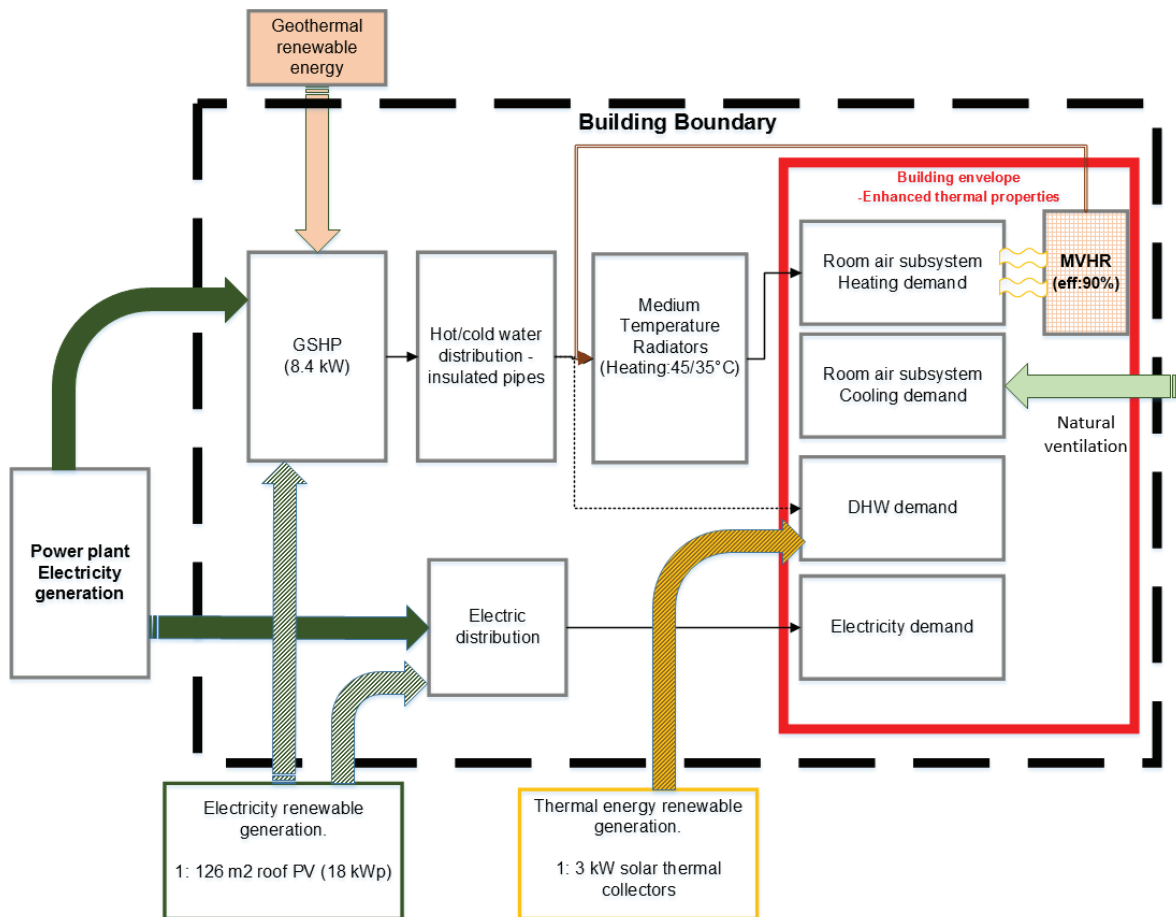 Geothermal
renewable
energy
Building Boundary
Building envelope
-Enhanced thermal properties
Room air subsystem
Heating demand
MVHR
(eff:90%)
GSHP
(8.4 kW)
Hot/cold water
distribution -
insulated pipes
Medium
Temperature
Radiators
(Heating:45/35°C)
Room air subsystem
Cooling demand
Natural
ventilation
Power plant
Electricity
generation
DHW demand
Electric
distribution
Electricity demand
Electricity renewable
generation.
1: 126 m2 roof PV (18 kWp)
Thermal energy renewable
generation.
1: 3 kW solar thermal
collectors